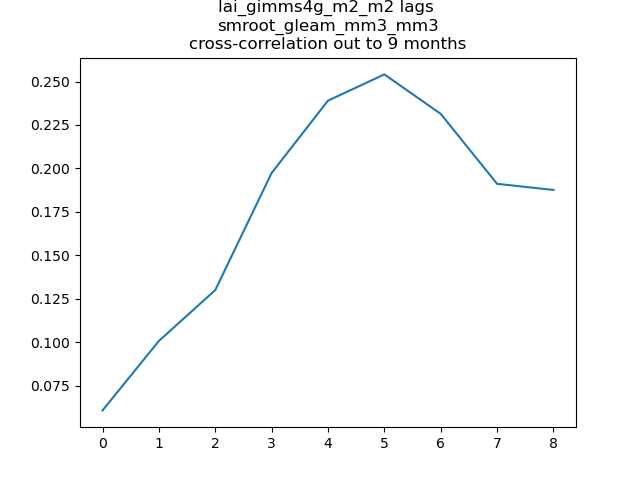 lai_gimms4g_m2_m2 lags
smroot_gleam_mm3_mm3
cross-correlation out to 9 months
0.250
0.225
0.200
0.175
0.150
0.125
0.100
0.075
0 1 2 3 4 5 6 7 8